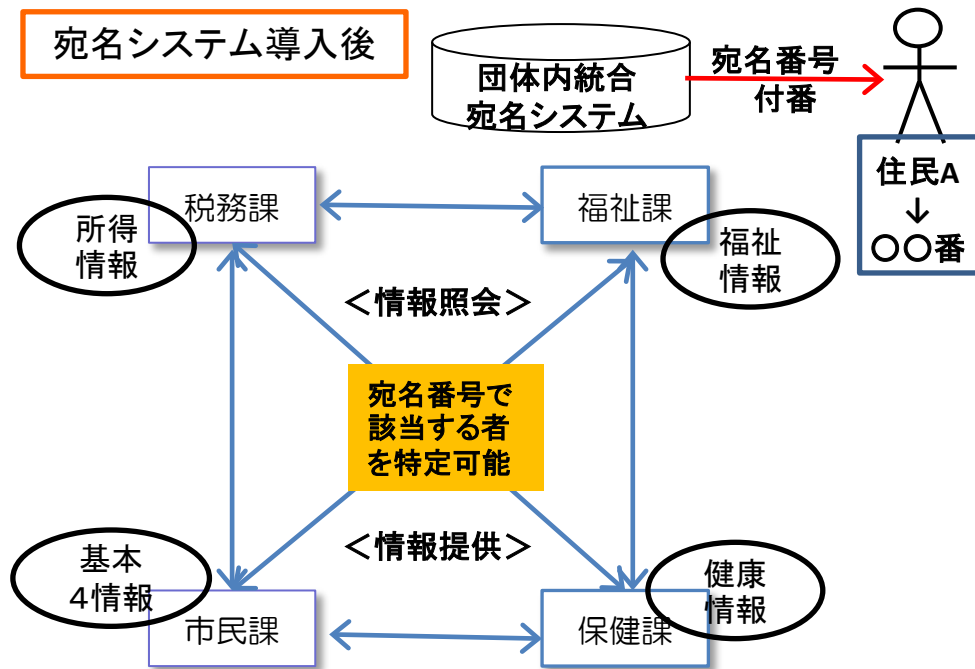 宛名システム導入後
団体内統合
宛名システム
宛名番号
付番
住民A
↓
○○番
税務課
福祉課
所得
情報
福祉
情報
＜情報照会＞
宛名番号で
該当する者
を特定可能
＜情報提供＞
基本
4情報
健康
情報
市民課
保健課